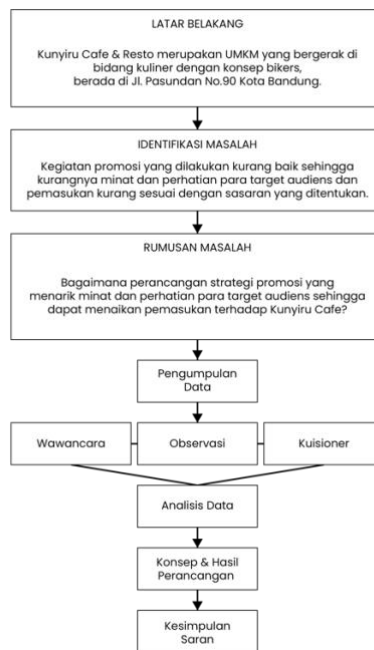 LATAR BELAKANG
Kunyiru Cafe & Resto merupakan UMKM yang bergerak di
bidang kuliner dengan konsep bikers,
berada di Jl. Pasundan No.90 Kota Bandung.
IDENTIFIKASI MASALAH
Kegiatan promosi yang dilakukan kurang baik sehingga
kurangnya minat dan perhatian para target audiens dan
pemasukan kurang sesuai dengan sasaran yang ditentukan.
RUMUSAN MASALAH
Bagaimana perancangan strategi promosi yang
menarik minat dan perhatian para target audiens sehingga
dapat menaikan pemasukan terhadap Kunyiru Cafe?
Pengumpulan
Data
Wawancara
Observasi
Kuisioner
Analisis Data
Konsep & Hasil
Perancangan
Kesimpulan
Saran